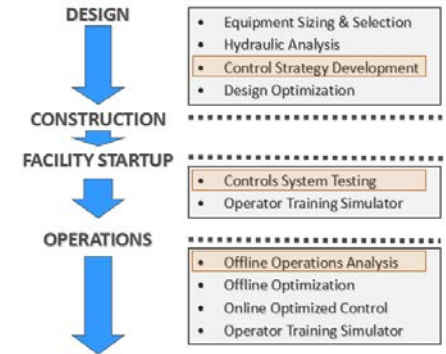 DESIGN
• Equipment Sizing & Selection
• Hydraulic Analysis
• Control Strategy Development
• Design Optimization
CONSTRUCTION
FACILITY STARTUP
• Controls System Testing
• Operator Training Simulator
OPERATIONS
• Offline Operations Analysis
• Offline Optimization
• Online Optimized Control
• Operator Training Simulator